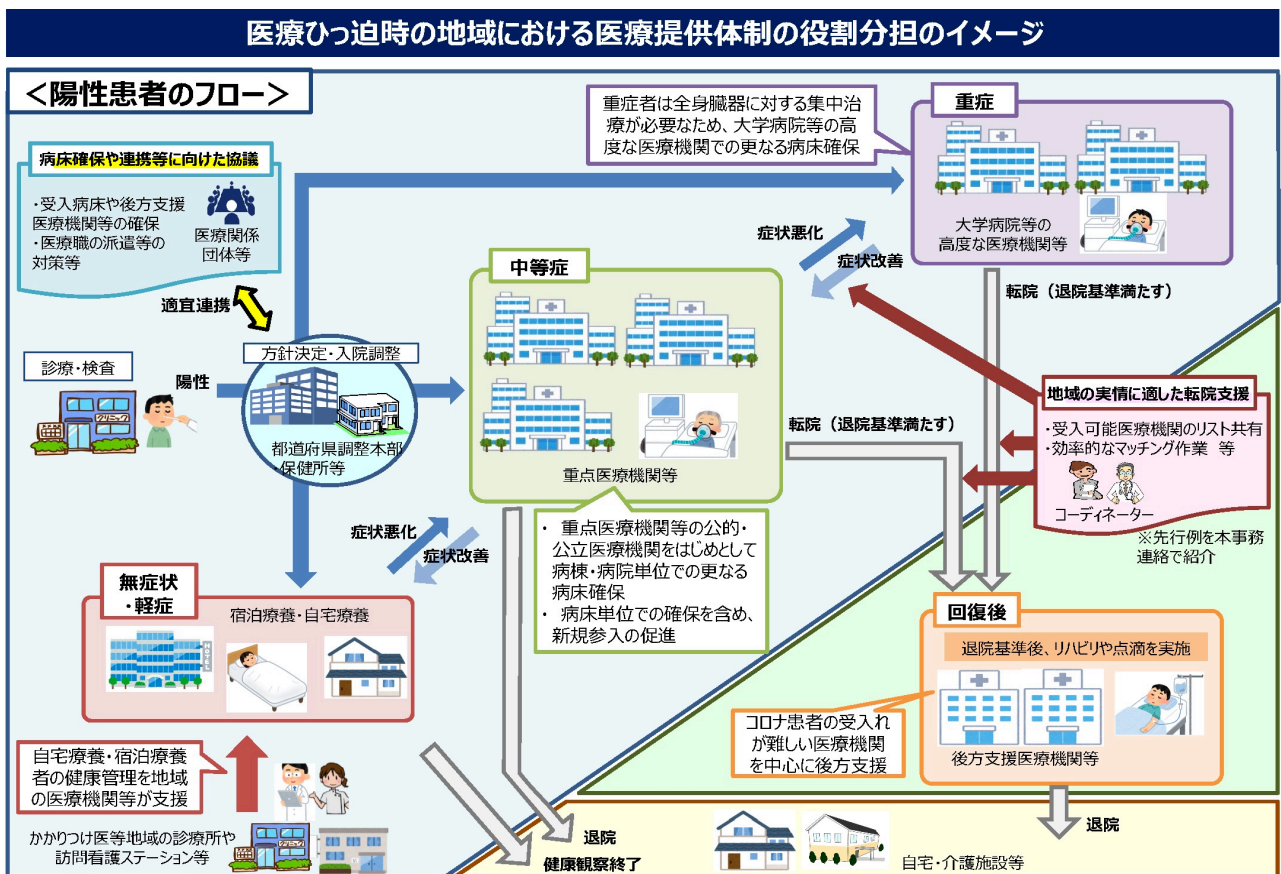 医療ひっ迫時の地域における医療提供体制の役割分担のイメージ
＜陽性患者のフロー＞
病床確保や連携等に向けた協議
・受入病床や後方支援
医療機関等の確保
・医療職の派遣等の
対策等
医療関係
団体等
適宜連携
診療・検査
クリニック
陽性
方針決定・入院調整
都道府県調整本部
・保健所等
重症者は全身臓器に対する集中治
療が必要なため、大学病院等の高
度な医療機関での更なる病床確保
重症
大学病院等の
高度な医療機関等
症状悪化
症状改善
中等症
重点医療機関等
転院（退院基準満たす）
転院（退院基準満たす）
地域の実情に適した転院支援
・受入可能医療機関のリスト共有
・効率的なマッチング作業 等
コーディネーター
※先行例を本事務
連絡で紹介
・ 重点医療機関等の公的・
公立医療機関をはじめとして
病棟・病院単位での更なる
病床確保
・ 病床単位での確保を含め、
新規参入の促進
症状悪化
症状改善
無症状
・軽症
宿泊療養・自宅療養
HOTEL
回復後
退院基準後、リハビリや点滴を実施
後方支援医療機関等
コロナ患者の受入れ
が難しい医療機関
を中心に後方支援
自宅療養・宿泊療養
者の健康管理を地域
の医療機関等が支援
かかりつけ医等地域の診療所や
訪問看護ステーション等
クリニック
退院
健康観察終了
退院
自宅・介護施設等